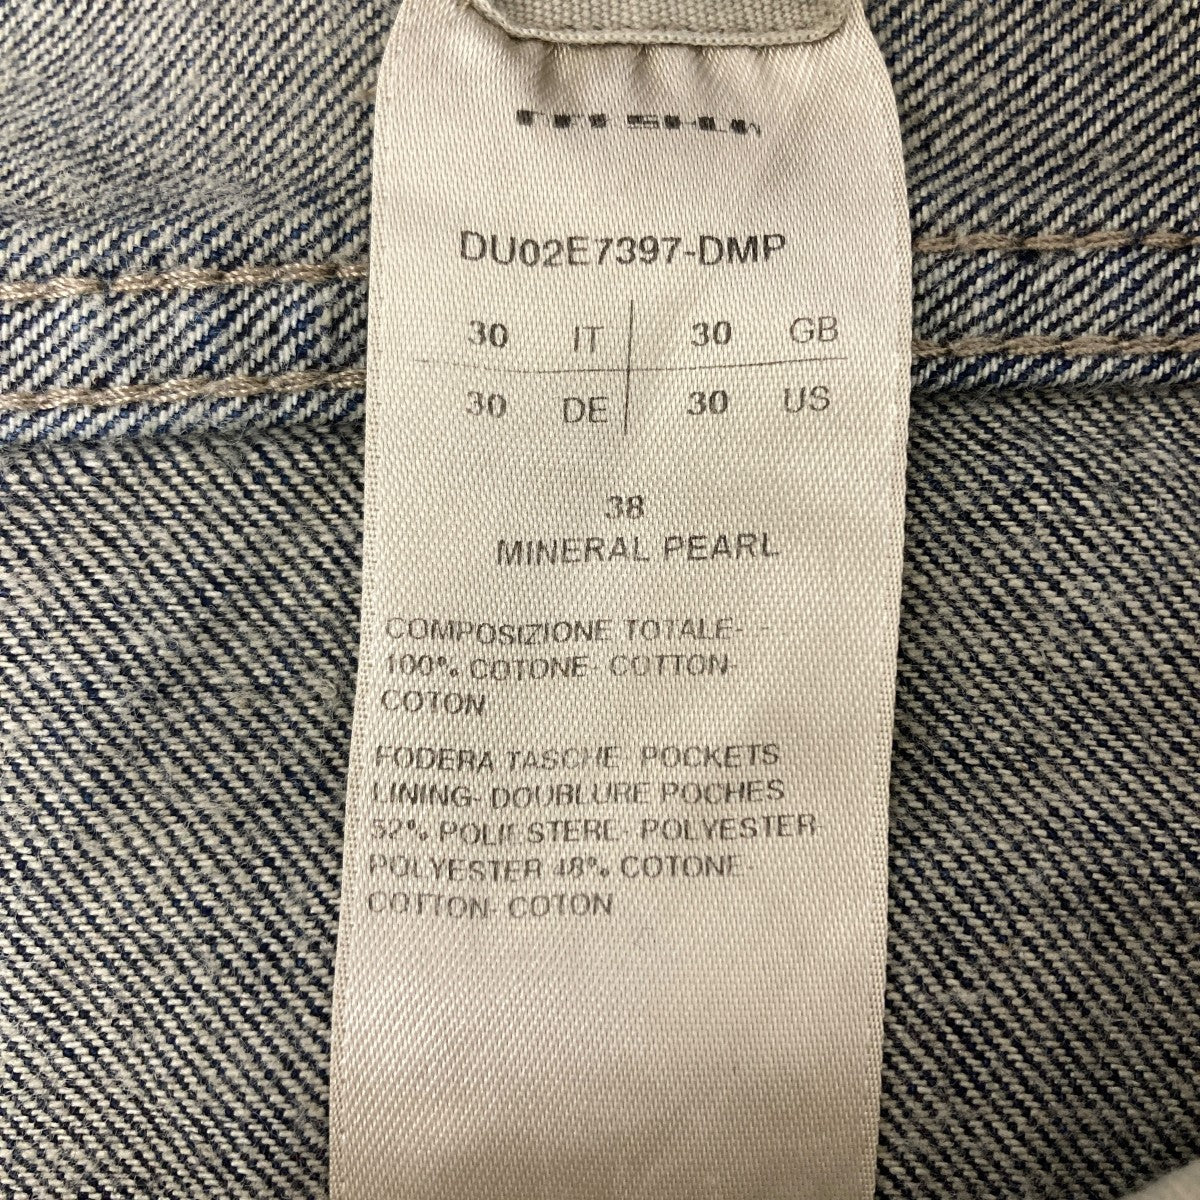 DU02E7397-DMP
30 IT 30 GB
30 DE 30 US
38
MINERAL PEARL
COMPOSIZIONE TOTALE- -
100% COTONE- COTTON-
COTON
FODERA TASCHE- POCKETS
LINING- DOUBLURE POCHES
52% POLIESTERE- POLYESTER
POLYESTER 48% COTONE-
COTTON- COTON